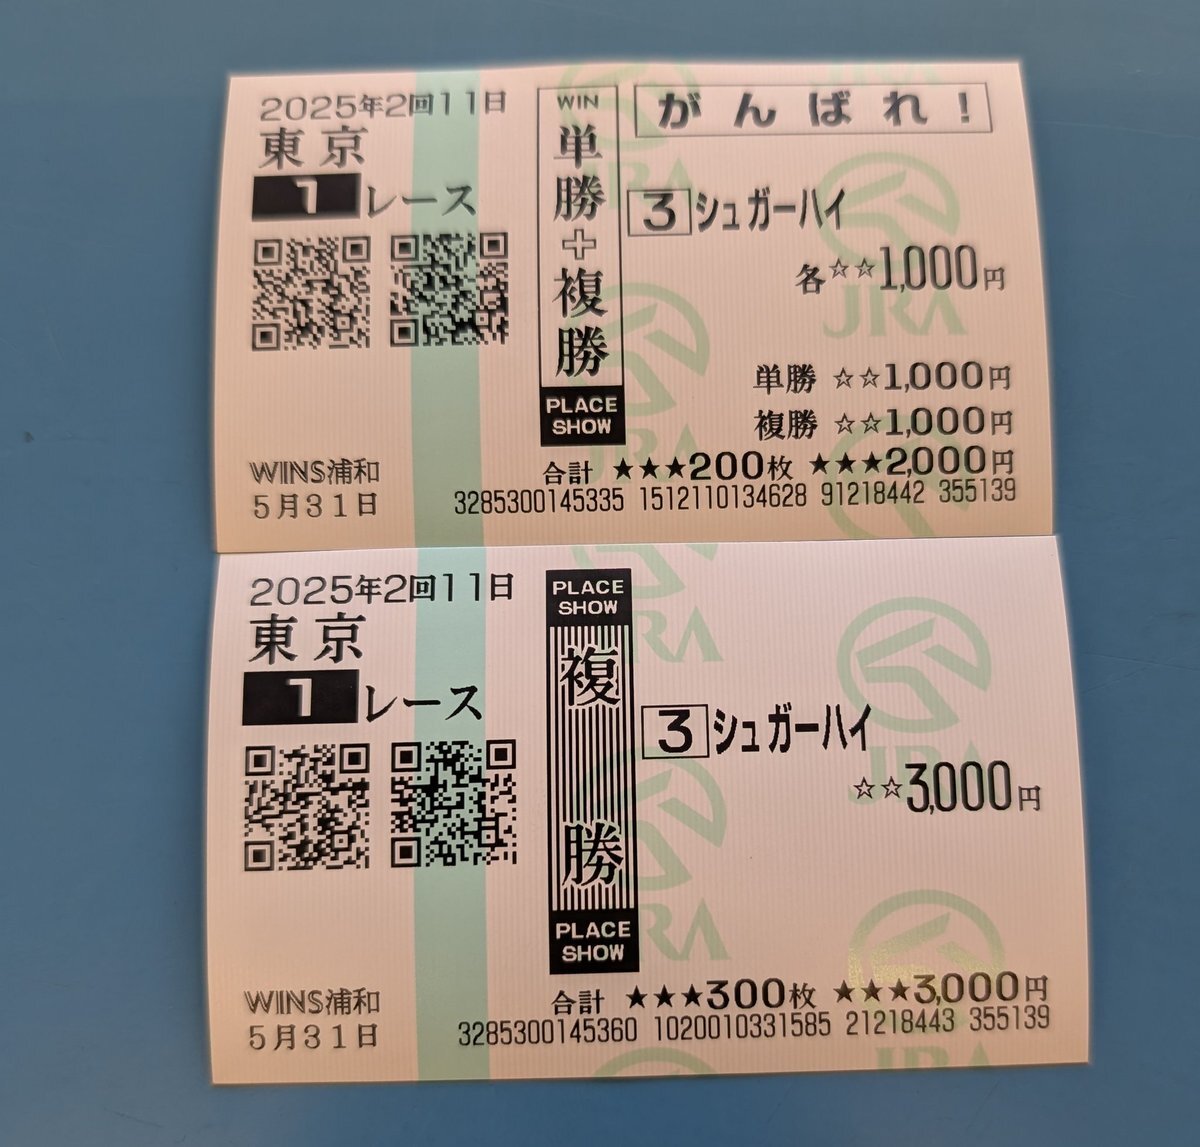 2025年2回11日
東京
1レース
WINS浦和
5月31日
WIN
単勝+複勝
PLACE
SHOW
がんばれ!
3 シュガーハイ
各☆☆1,000円
単勝 ☆☆1,000円
複勝 ☆☆1,000円
合計 ★★★200枚 ★★★2,000円
3285300145335 1512110134628 91218442 355139
JRA
2025年2回11日
東京
1レース
WINS浦和
5月31日
PLACE
SHOW
複勝
PLACE
SHOW
3 シュガーハイ
☆☆3,000円
合計 ★★★300枚 ★★★3,000円
3285300145360 1020010331585 21218443 355139
JRA